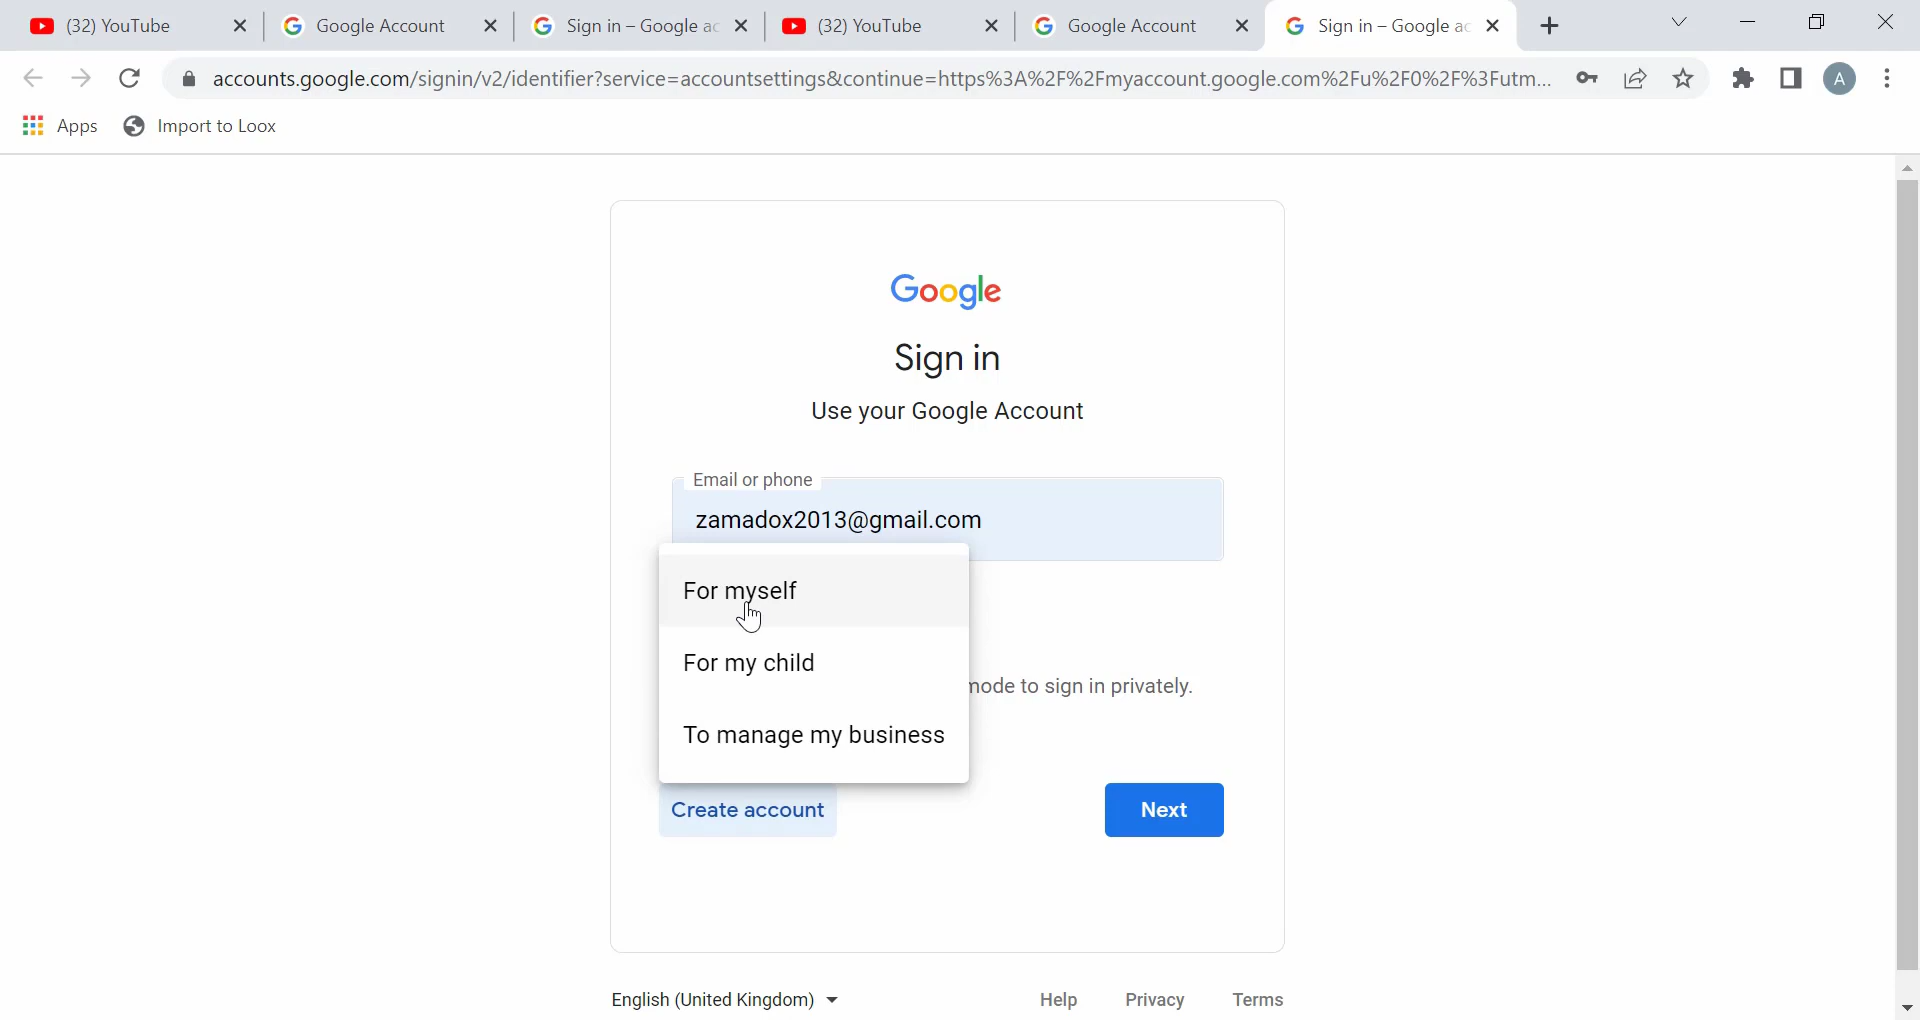 (32) YouTube
Google Account
Sign in – Google ac
(32) YouTube
Google Account
Sign in – Google ac
accounts.google.com/signin/v2/identifier?service=accountsettings&continue=https%3A%2F%2Fmyaccount.google.com%2Fu%2F0%2F%3Futm...
A
Apps
Import to Loox
Google
Sign in
Use your Google Account
Email or phone
zamadox2013@gmail.com
For myself
For my child
mode to sign in privately.
To manage my business
Create account
Next
English (United Kingdom)
Help
Privacy
Terms